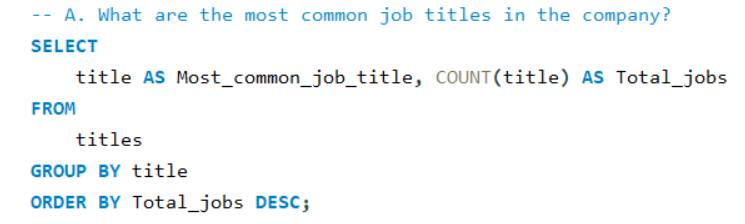 -- A. What are the most common job titles in the company?
SELECT
    title AS Most_common_job_title, COUNT(title) AS Total_jobs
FROM
    titles
GROUP BY title
ORDER BY Total_jobs DESC;